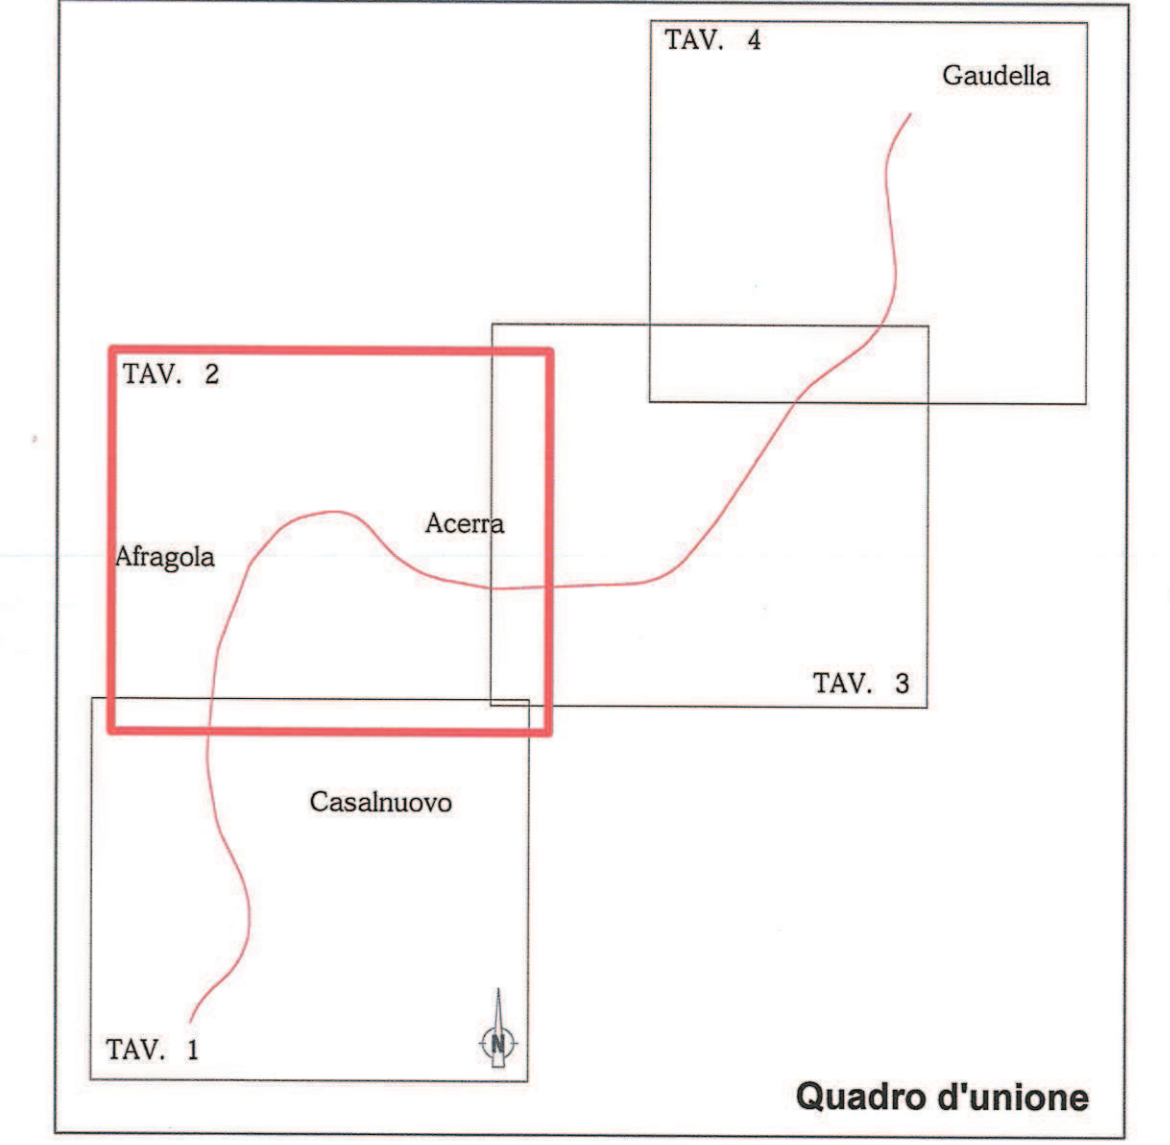 TAV. 4
Gaudella
TAV. 2
Acerra
Afragola
TAV. 3
Casalnuovo
N
TAV. 1
Quadro d'unione